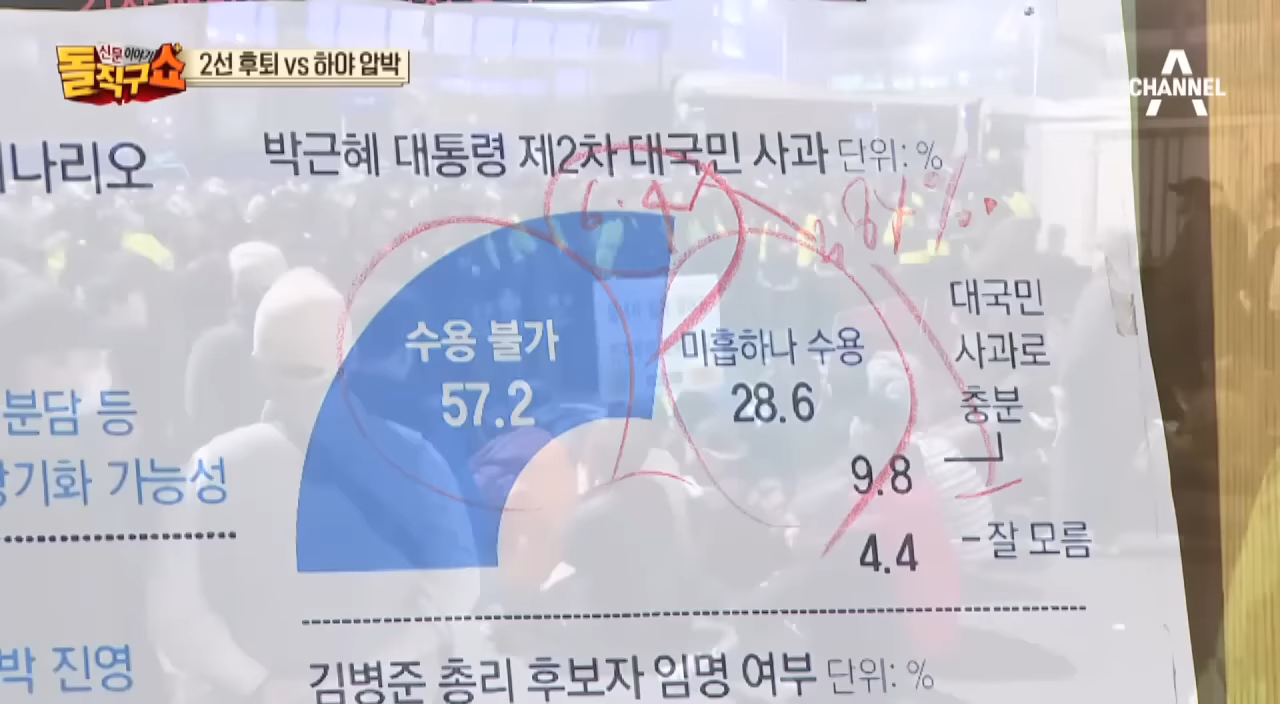 신문이야기
돌직구쇼
2선 후퇴 vs 하야 압박
CHANNEL A
나리오
박근혜 대통령 제2차 대국민 사과 단위: %
6.4
84%
수용 불가
57.2
미흡하나 수용
28.6
대국민
사과로
충분
9.8
4.4
잘 모름
분담 등
기화 가능성
박 진영
김병준 총리 후보자 임명 여부 단위: %